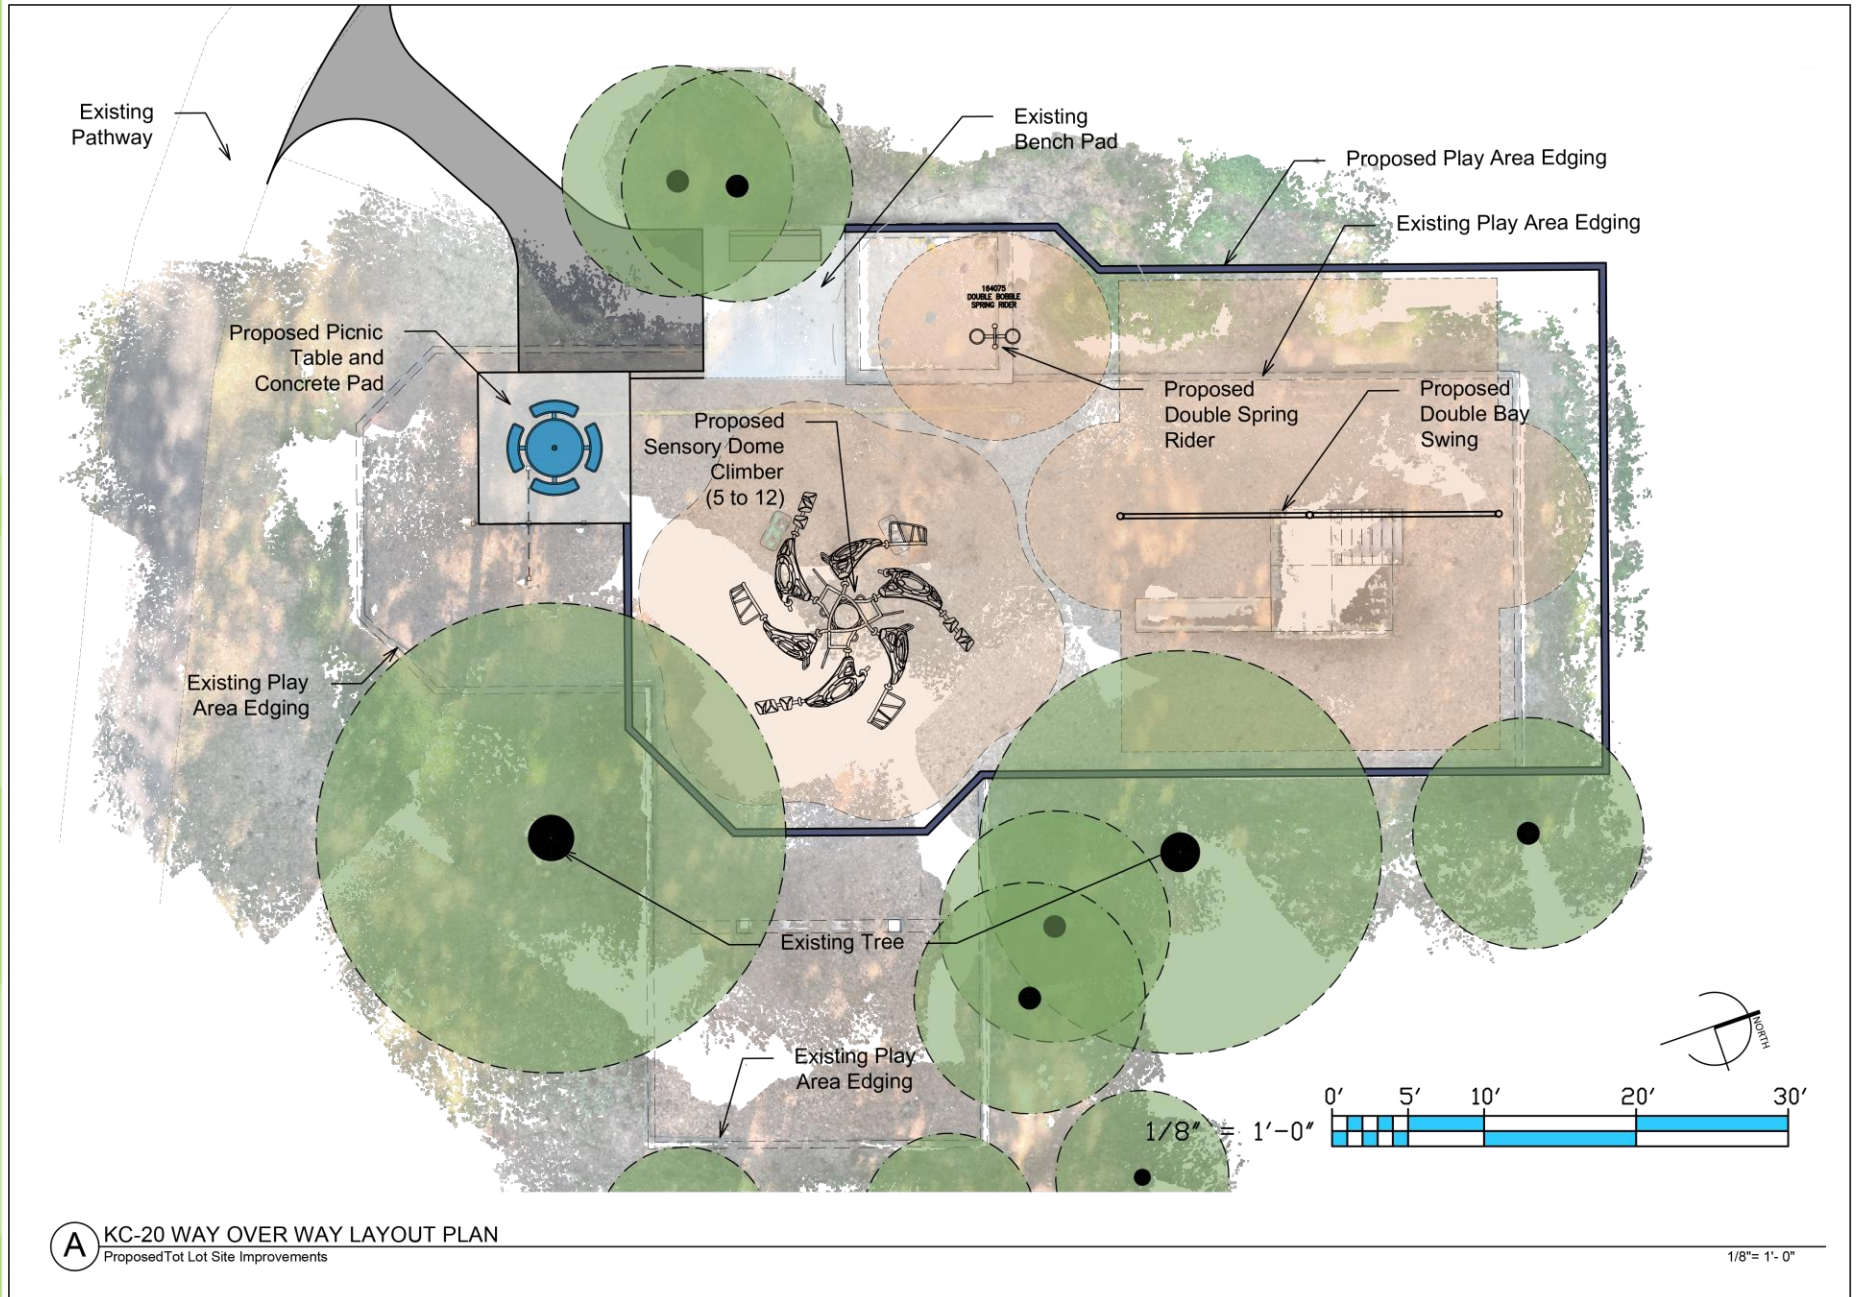 Existing
Pathway
Existing
Bench Pad
Proposed Play Area Edging
Existing Play Area Edging
164075
DOUBLE BOBBLE
SPRING RIDER
Proposed Picnic
Table and
Concrete Pad
Proposed
Double Spring
Rider
Proposed
Double Bay
Swing
Proposed
Sensory Dome
Climber
(5 to 12)
Existing Play
Area Edging
Existing Tree
Existing Play
Area Edging
NORTH
0' 5' 10' 20' 30'
1/8" = 1'-0"
A KC-20 WAY OVER WAY LAYOUT PLAN
ProposedTot Lot Site Improvements
1/8"= 1'- 0"